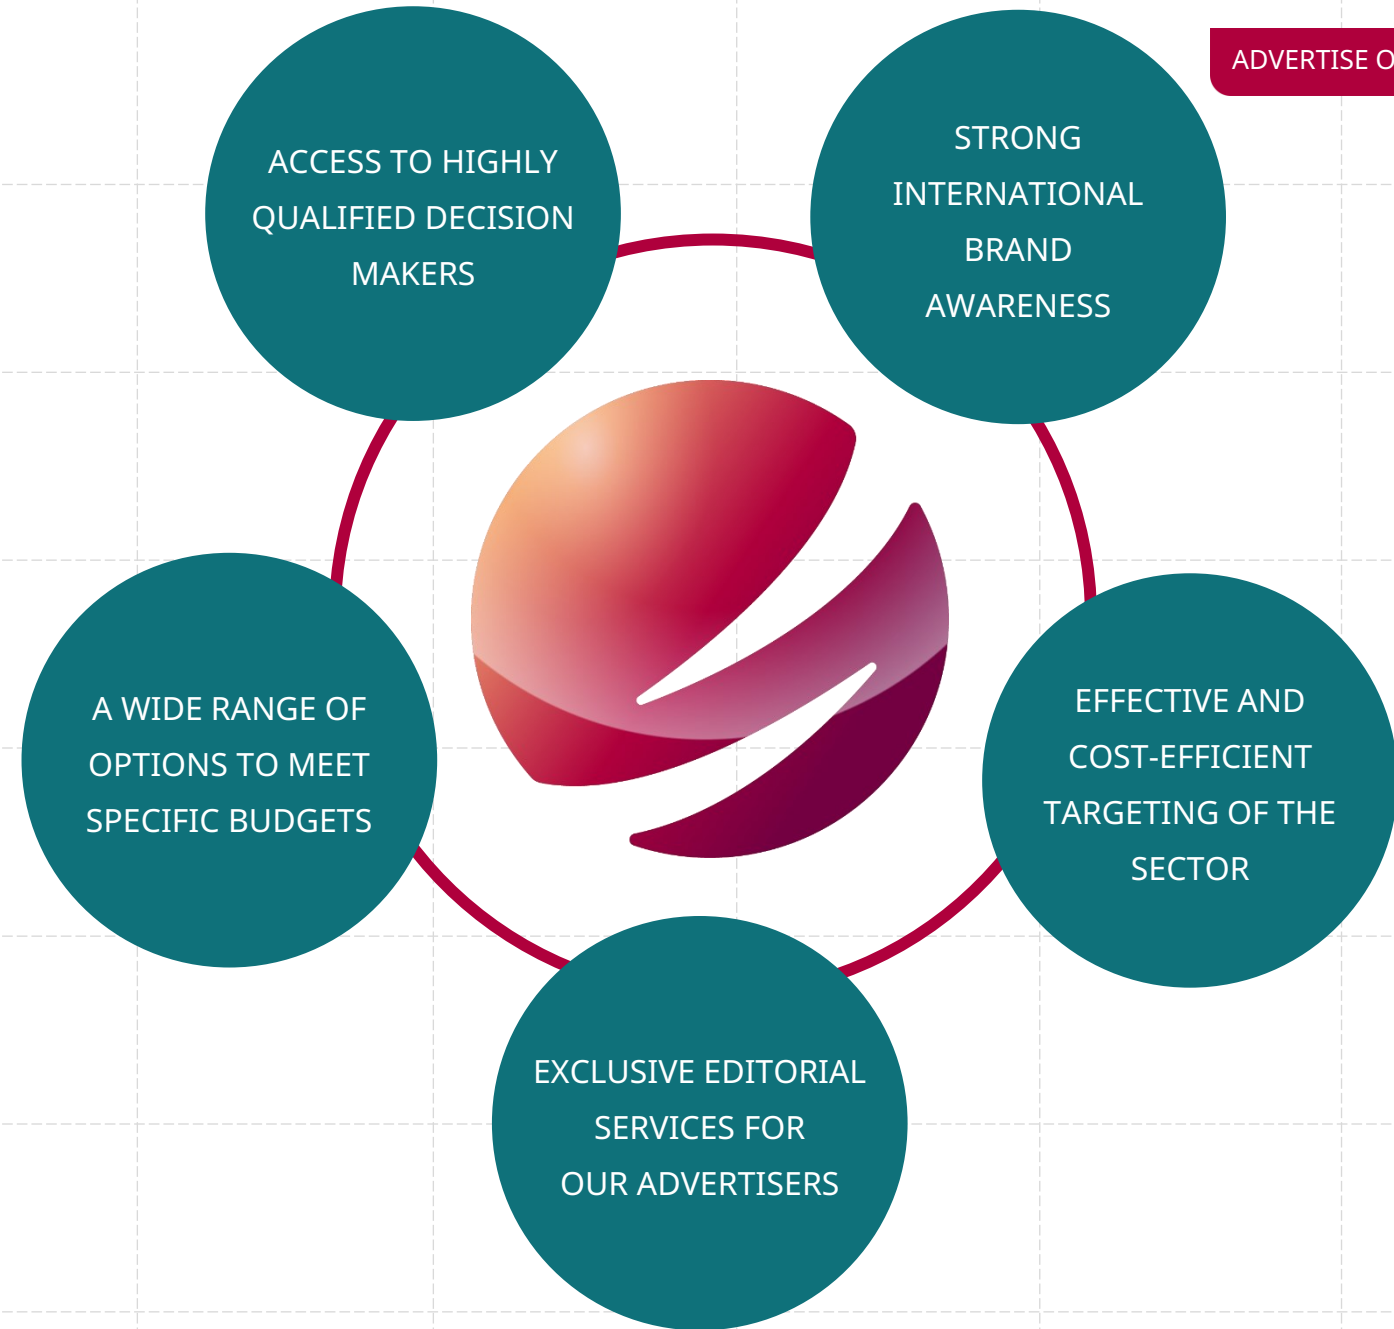 ADVERTISE O
ACCESS TO HIGHLY
QUALIFIED DECISION
MAKERS
STRONG
INTERNATIONAL
BRAND
AWARENESS
A WIDE RANGE OF
OPTIONS TO MEET
SPECIFIC BUDGETS
EFFECTIVE AND
COST-EFFICIENT
TARGETING OF THE
SECTOR
EXCLUSIVE EDITORIAL
SERVICES FOR
OUR ADVERTISERS